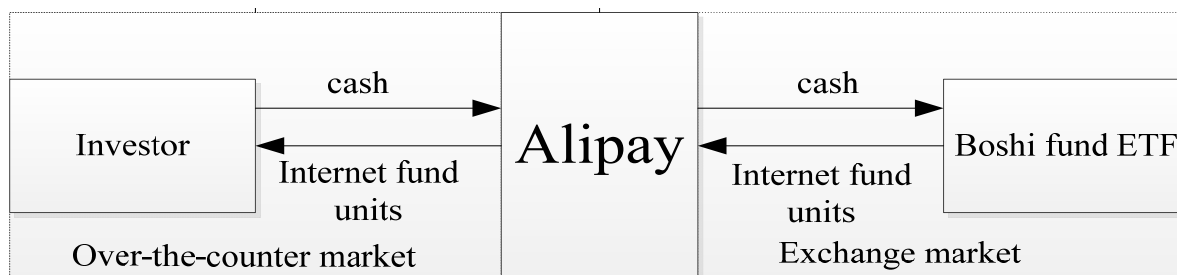 cash
cash
Investor
Alipay
Boshi fund ETF
Internet fund
units
Internet fund
units
Over-the-counter market
Exchange market